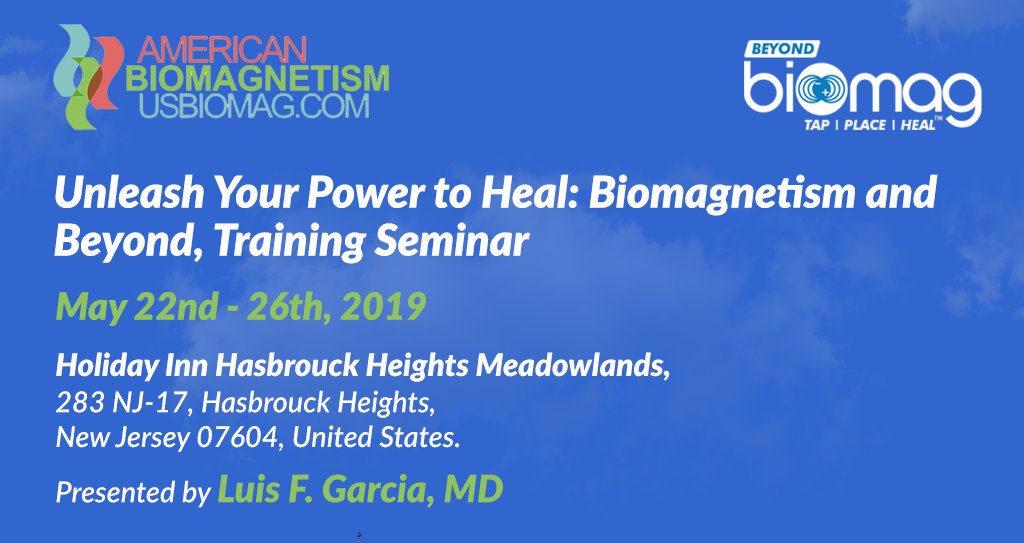 AMERICAN
BIOMAGNETISM
USBIOMAG.COM
BEYOND
biomag
TAP | PLACE | HEAL™
Unleash Your Power to Heal: Biomagnetism and
Beyond, Training Seminar
May 22nd - 26th, 2019
Holiday Inn Hasbrouck Heights Meadowlands,
283 NJ-17, Hasbrouck Heights,
New Jersey 07604, United States.
Presented by Luis F. Garcia, MD